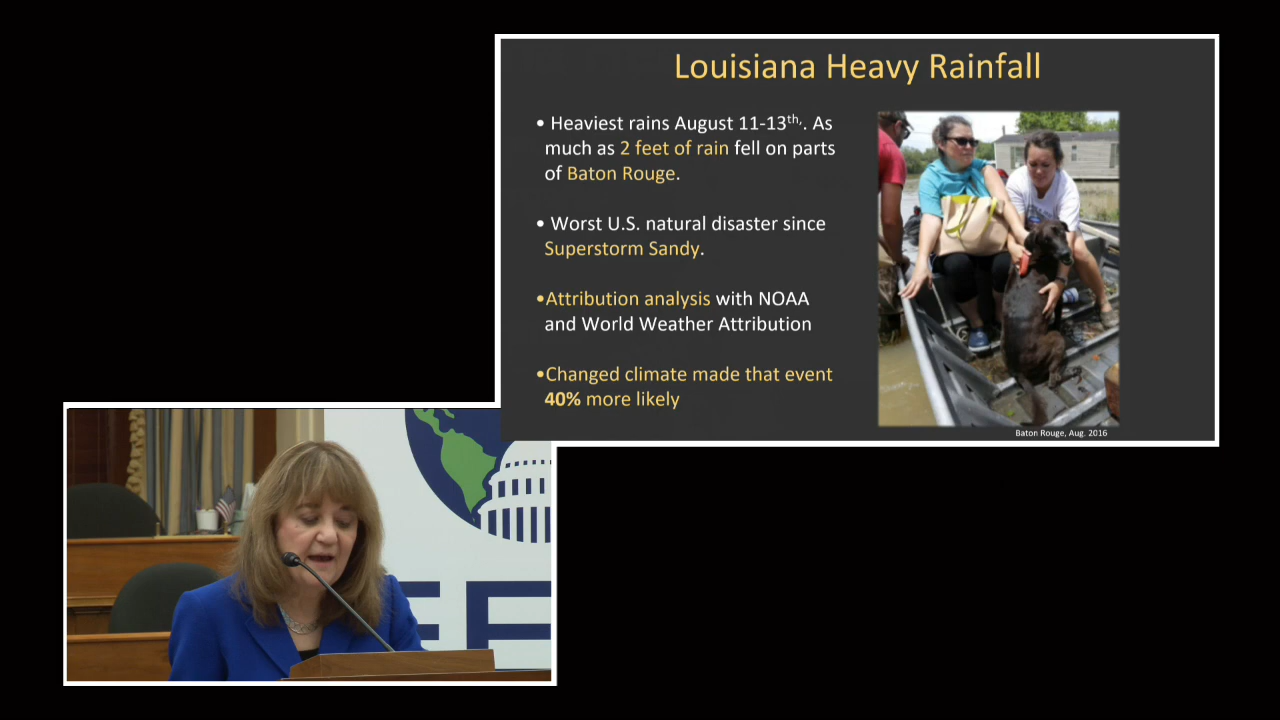 Louisiana Heavy Rainfall
• Heaviest rains August 11-13th,. As
much as 2 feet of rain fell on parts
of Baton Rouge.
• Worst U.S. natural disaster since
Superstorm Sandy.
•Attribution analysis with NOAA
and World Weather Attribution
•Changed climate made that event
40% more likely
Baton Rouge, Aug. 2016